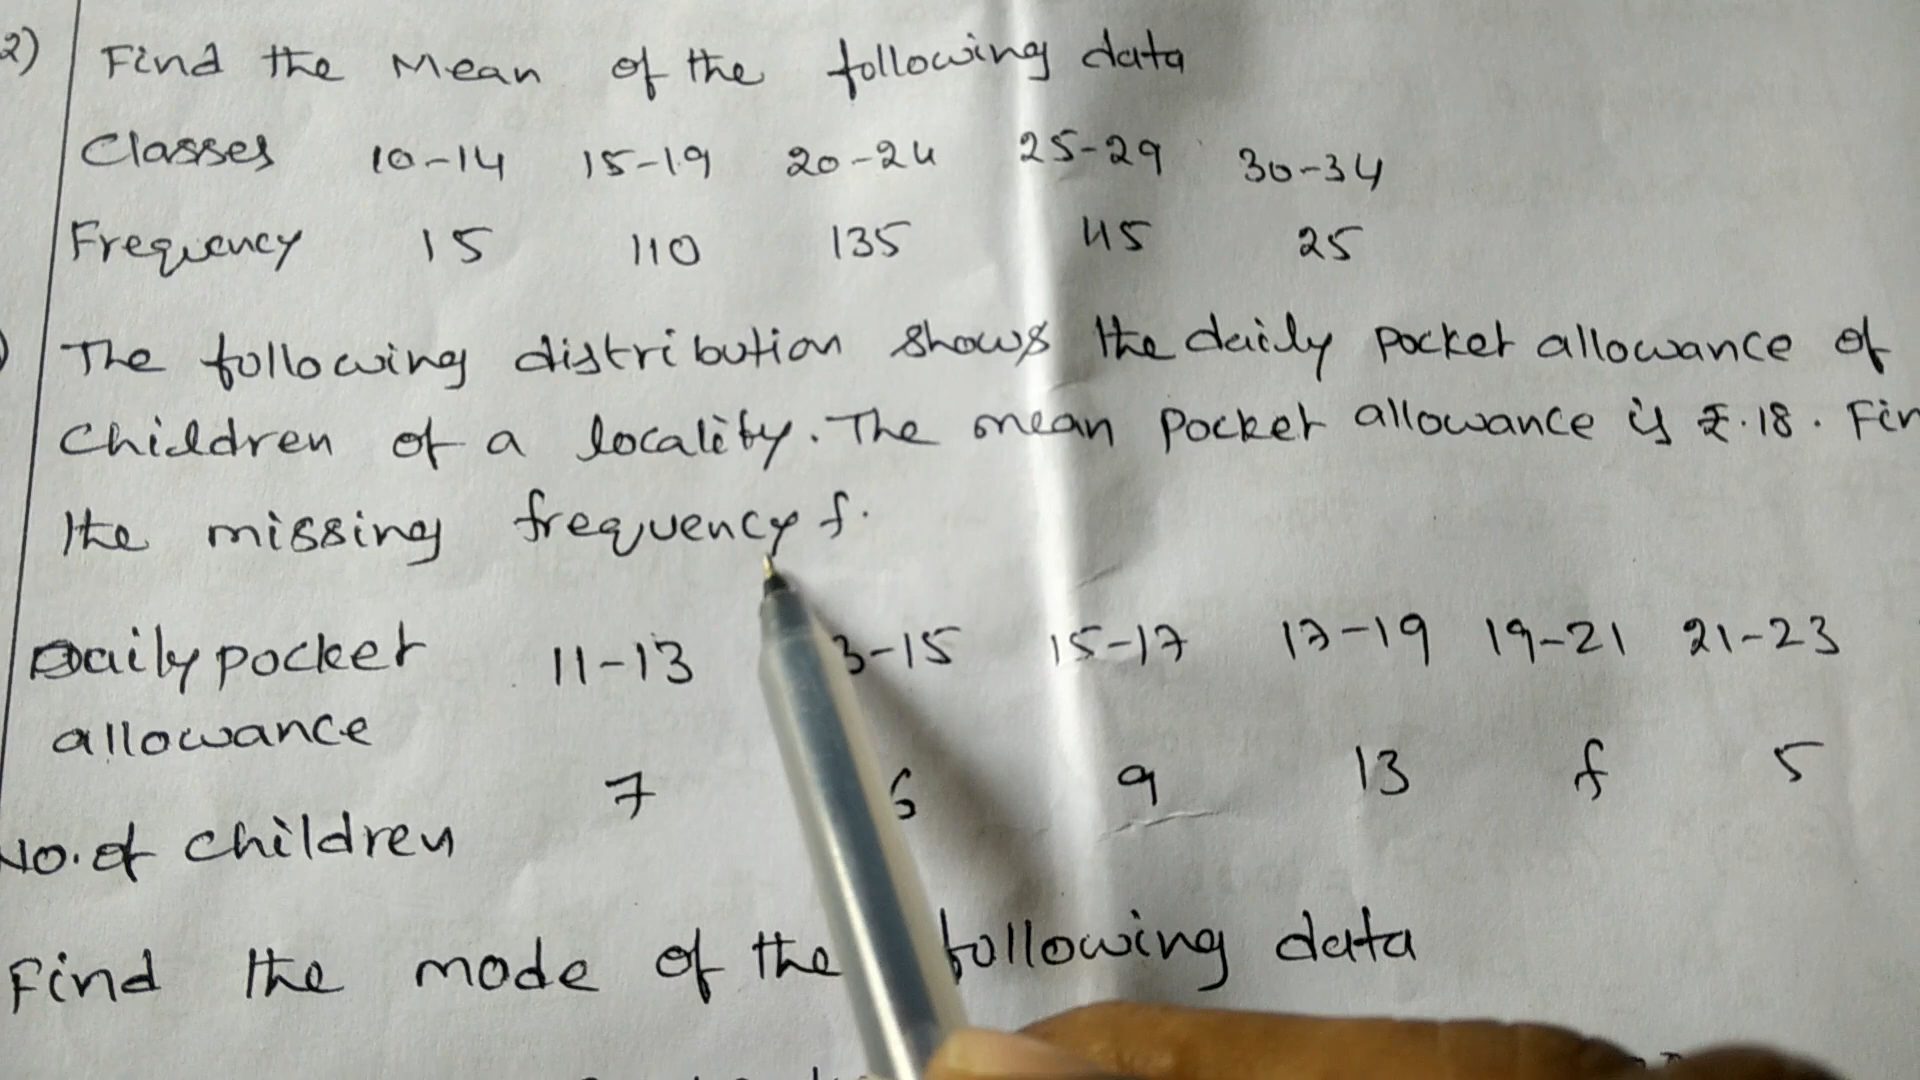 2) Find the Mean of the following data
Classes 10-14 15-19 20-24 25-29 30-34
Frequency 15 110 135 45 25
The following distribution shows the daily pocket allowance of
Children of a locality. The mean pocket allowance is ₹.18. Fin
the missing frequency f.
Daily pocket 11-13 3-15 15-17 17-19 19-21 21-23
allowance
7 6 9 13 f 5
No. of children
Find the mode of the following data